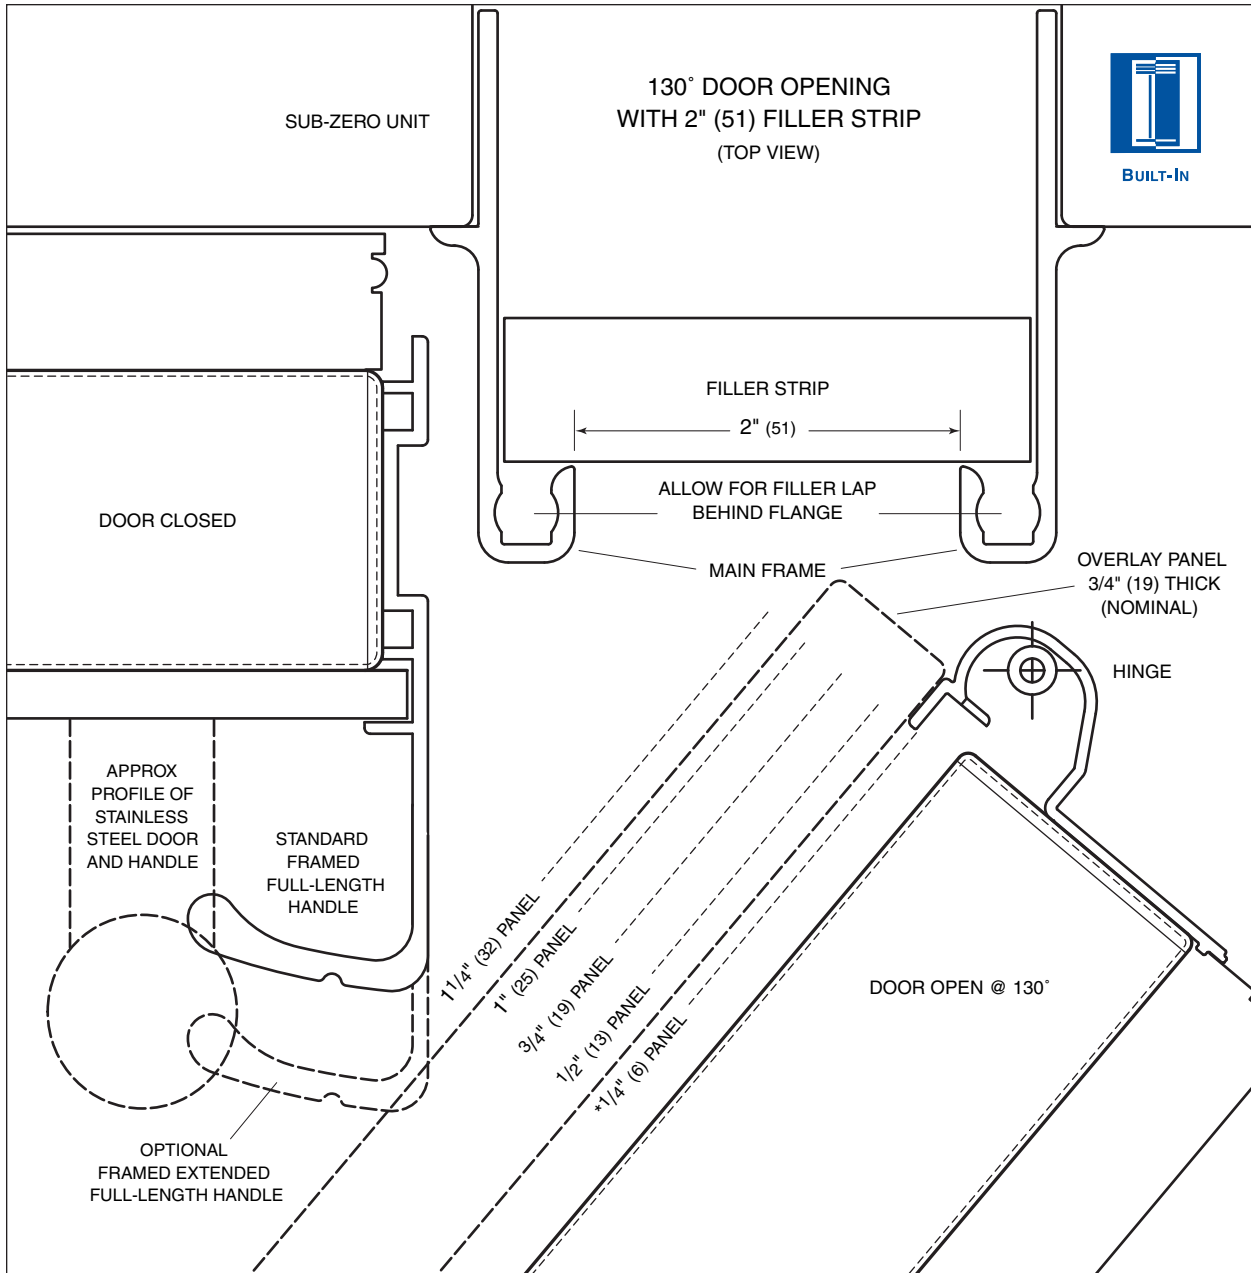 130° DOOR OPENING
WITH 2" (51) FILLER STRIP
(TOP VIEW)
SUB-ZERO UNIT
BUILT-IN
FILLER STRIP
2" (51)
ALLOW FOR FILLER LAP
BEHIND FLANGE
DOOR CLOSED
MAIN FRAME
OVERLAY PANEL
3/4" (19) THICK
(NOMINAL)
HINGE
APPROX
PROFILE OF
STAINLESS
STEEL DOOR
AND HANDLE
STANDARD
FRAMED
FULL-LENGTH
HANDLE
1 1/4" (32) PANEL
1" (25) PANEL
3/4" (19) PANEL
1/2" (13) PANEL
*1/4" (6) PANEL
DOOR OPEN @ 130°
OPTIONAL
FRAMED EXTENDED
FULL-LENGTH HANDLE